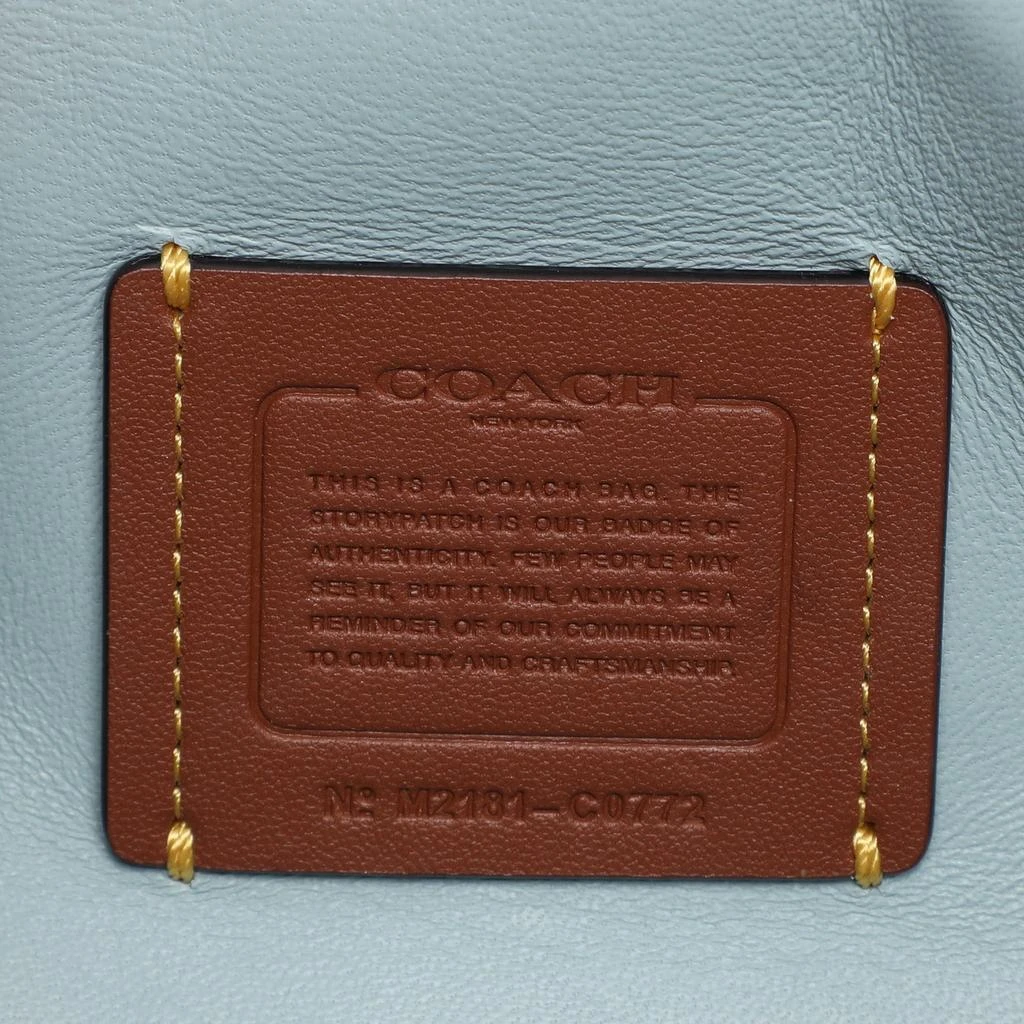 COACH
NEW YORK
THIS IS A COACH BAG. THE
STORYPATCH IS OUR BADGE OF
AUTHENTICITY. FEW PEOPLE MAY
SEE IT, BUT IT WILL ALWAYS BE A
REMINDER OF OUR COMMITMENT
TO QUALITY AND CRAFTSMANSHIP.
Nº M2181-C0772